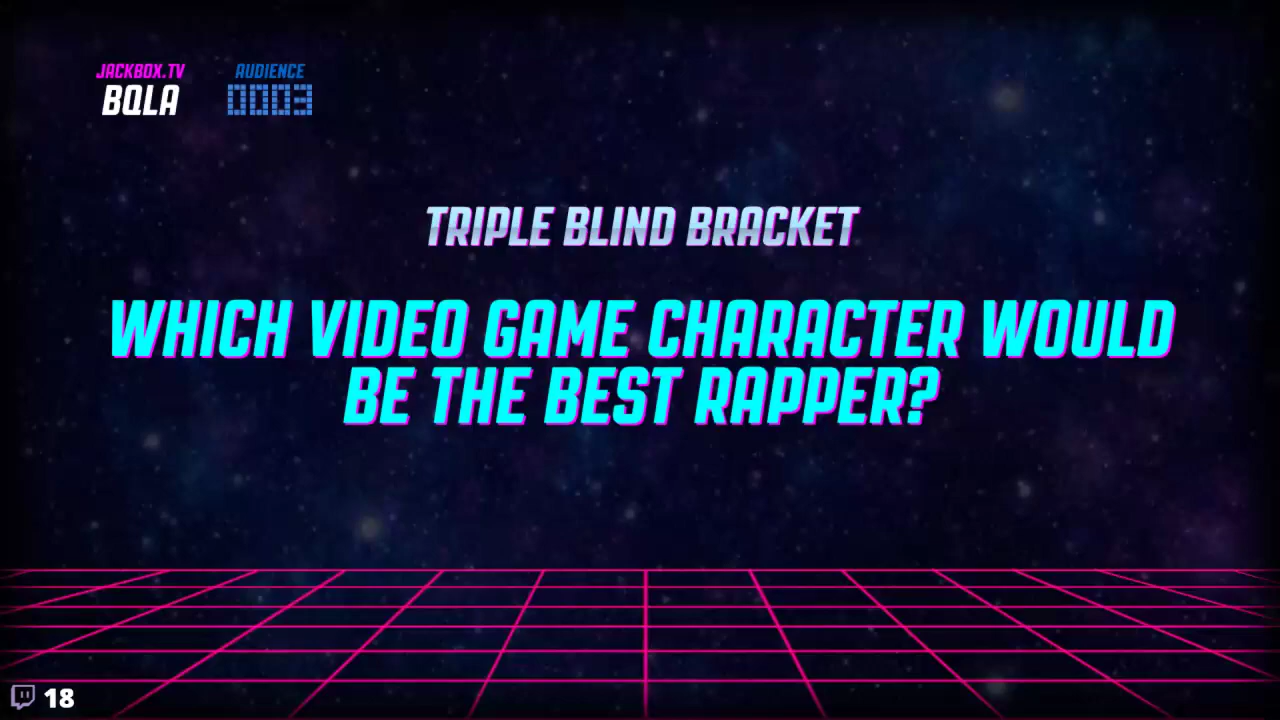 JACKBOX.TV
BQLA
AUDIENCE
0003
TRIPLE BLIND BRACKET
WHICH VIDEO GAME CHARACTER WOULD
BE THE BEST RAPPER?
18